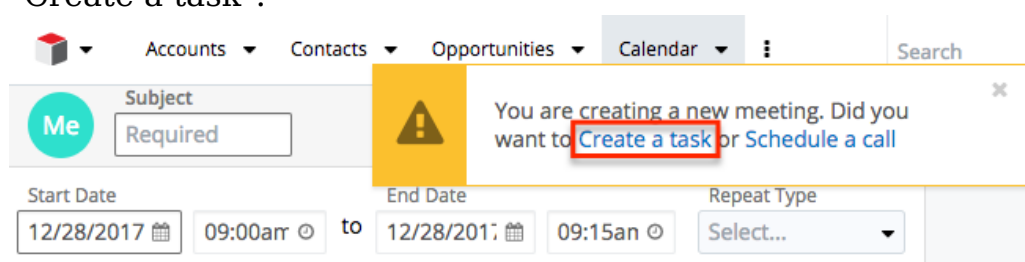 "Create a task".
Accounts Contacts Opportunities Calendar Search
You are creating a new meeting. Did you
want to Create a task or Schedule a call
Me
Subject
Required
Start Date End Date Repeat Type
12/28/2017 09:00am to 12/28/2017 09:15am Select...